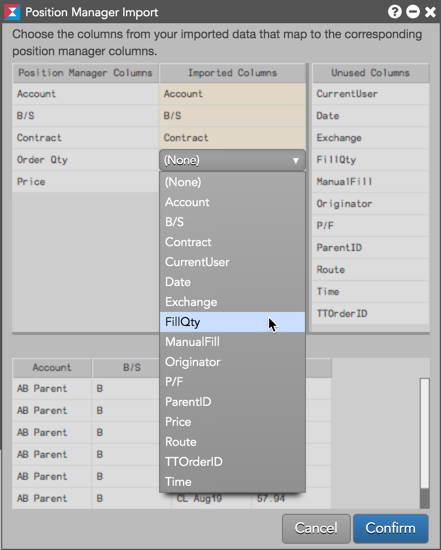 Position Manager Import
Choose the columns from your imported data that map to the corresponding
position manager columns.
Position Manager Columns Imported Columns Unused Columns
Account Account CurrentUser
B/S B/S Date
Contract Contract Exchange
Order Qty (None) FillQty
Price (None) ManualFill
Account Originator
B/S P/F
Contract ParentID
CurrentUser Route
Date Time
Exchange TTOrderID
FillQty
ManualFill
Originator
Account B/S
P/F
AB Parent B
ParentID
AB Parent B
Price
AB Parent B
Route
AB Parent B
TTOrderID
AB Parent B
Time
AB Parent B CL Aug19 57.94
Cancel Confirm